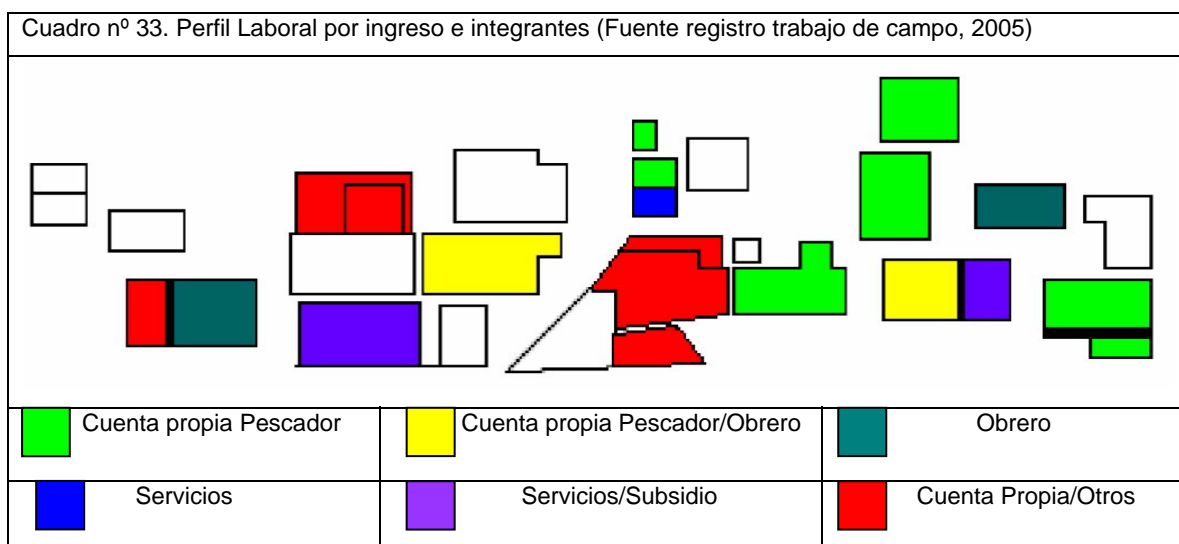 Cuadro nº 33. Perfil Laboral por ingreso e integrantes (Fuente registro trabajo de campo, 2005)
Cuenta propia Pescador
Cuenta propia Pescador/Obrero
Obrero
Servicios
Servicios/Subsidio
Cuenta Propia/Otros